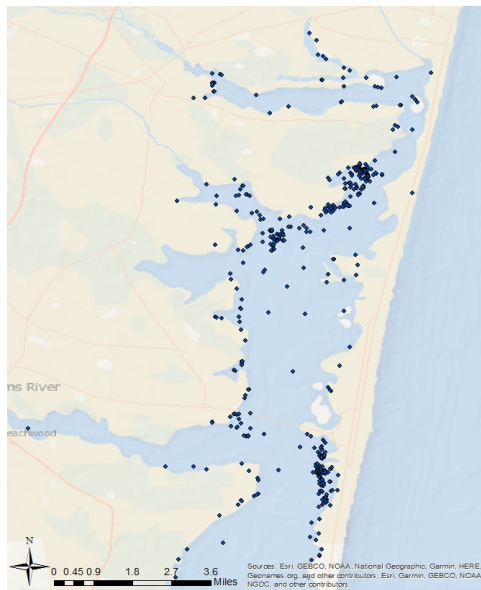 ms River
eachwood
N
0 0.45 0.9 1.8 2.7 3.6
Miles
Sources: Esri, GEBCO, NOAA, National Geographic, Garmin, HERE,
Geonames.org, and other contributors, Esri, Garmin, GEBCO, NOAA
NGDC, and other contributors